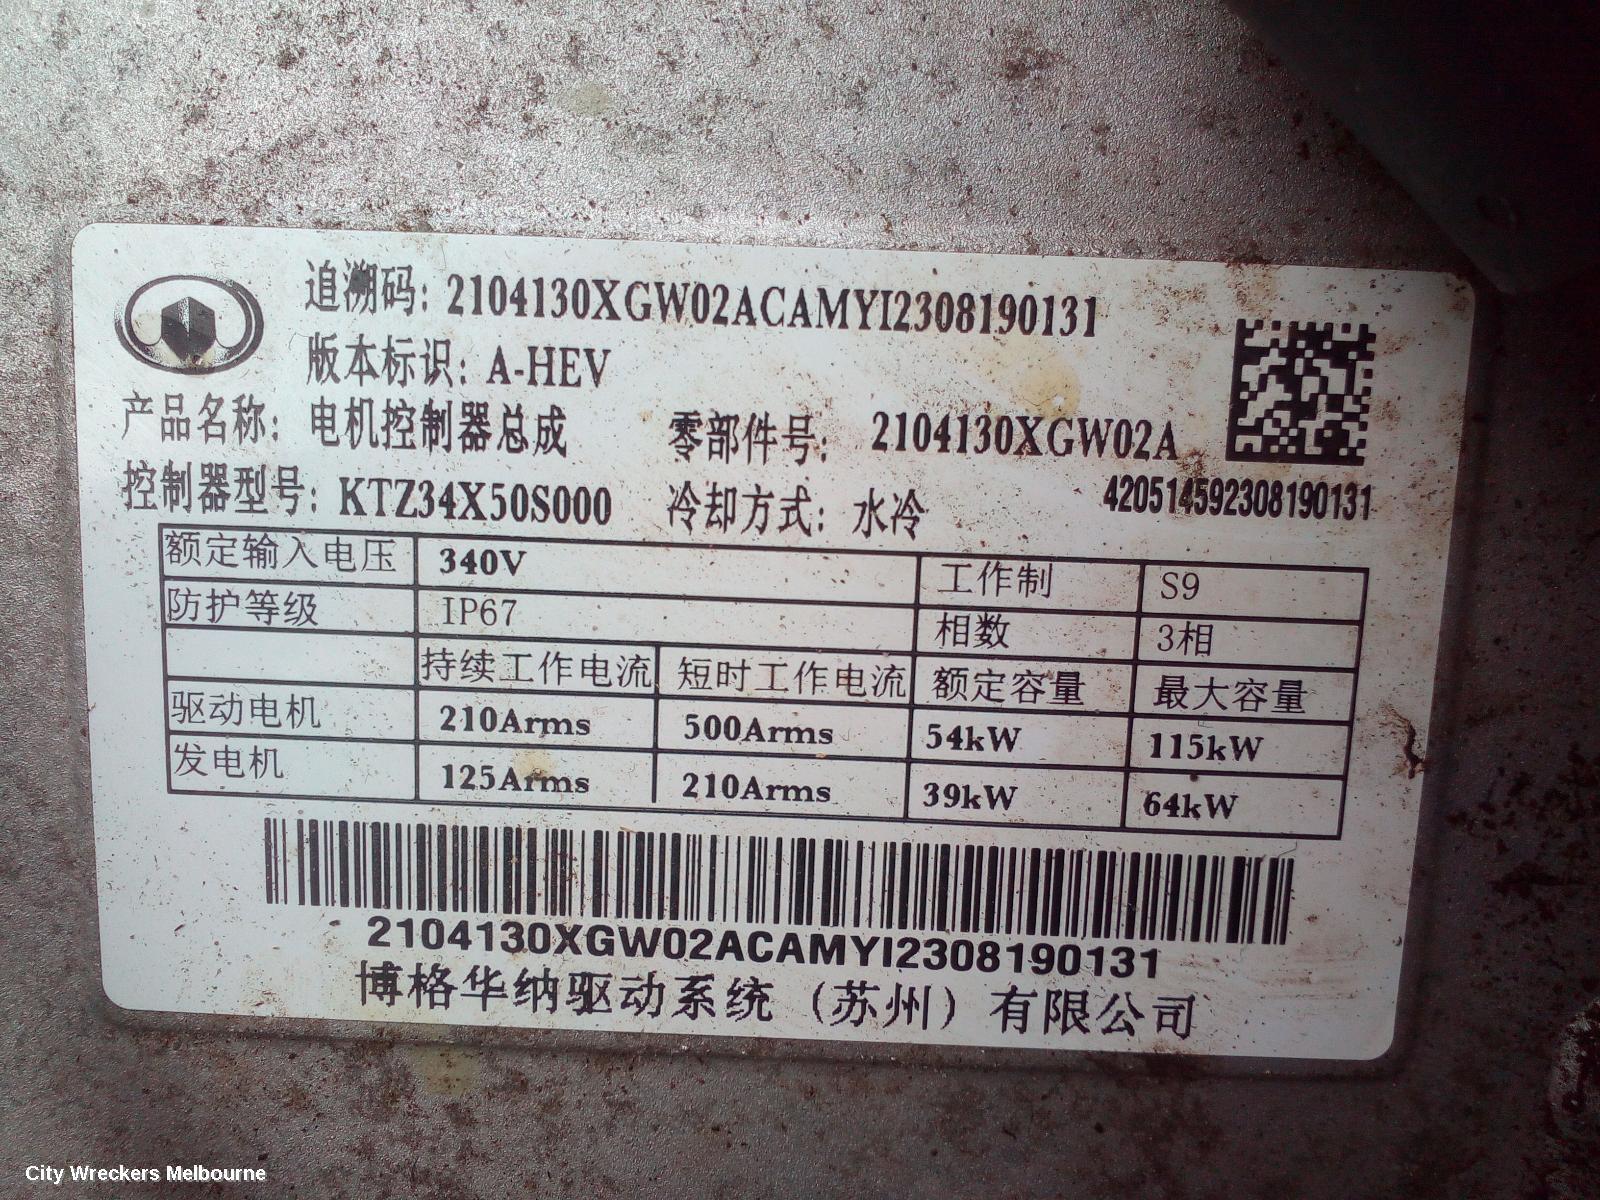 追溯码: 2104130XGW02ACAMYI2308190131
版本标识: A-HEV
产品名称: 电机控制器总成 零部件号: 2104130XGW02A
控制器型号: KTZ34X50S000 冷却方式: 水冷
420514592308190131
额定输入电压 340V 工作制 S9
防护等级 IP67 相数 3相
持续工作电流 短时工作电流 额定容量 最大容量
驱动电机 210Arms 500Arms 54kW 115kW
发电机 125Arms 210Arms 39kW 64kW
2104130XGW02ACAMYI2308190131
博格华纳驱动系统（苏州）有限公司
City Wreckers Melbourne